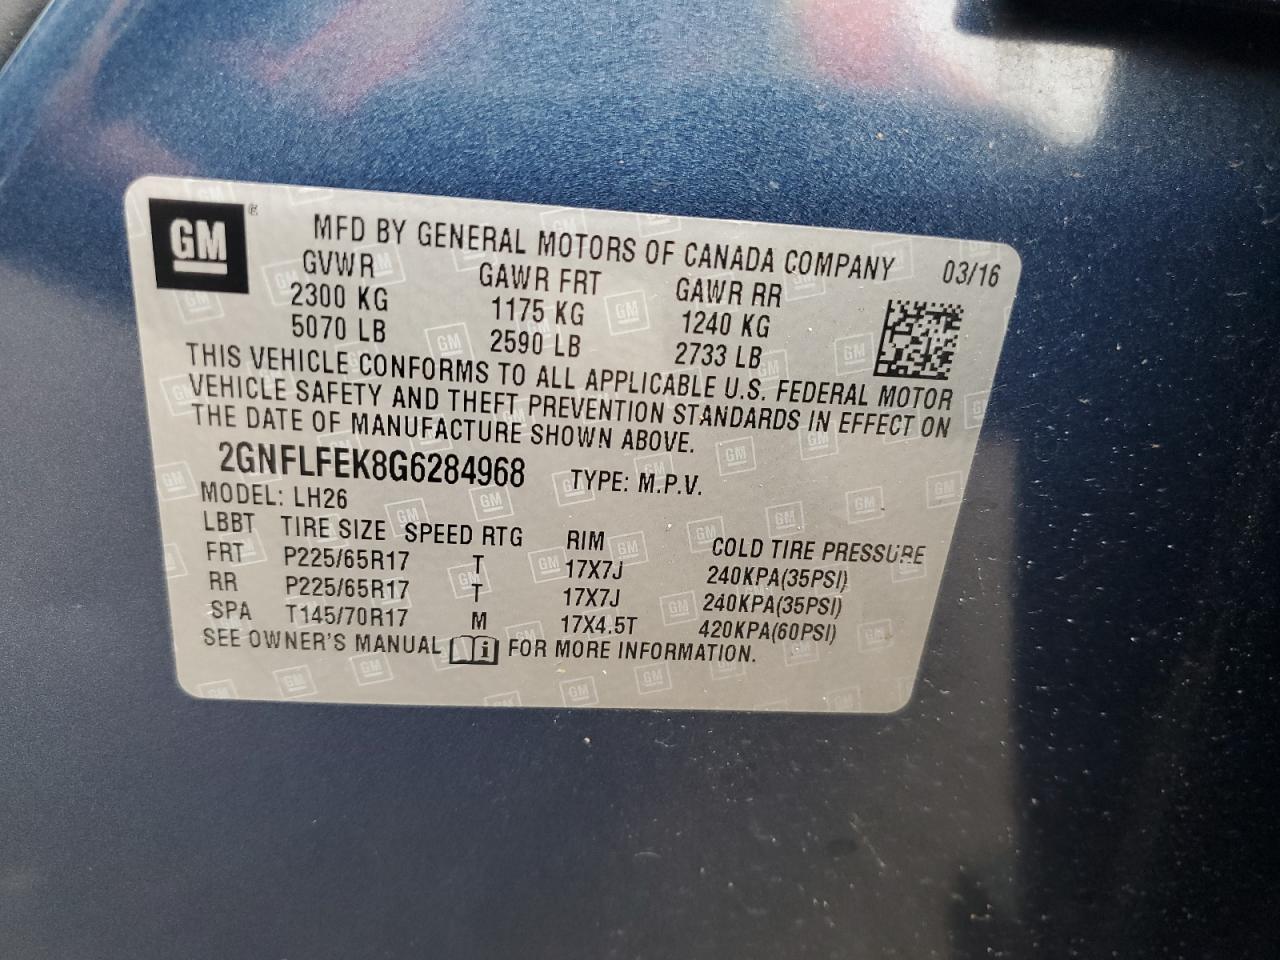 GM®
MFD BY GENERAL MOTORS OF CANADA COMPANY 03/16
GVWR GAWR FRT GAWR RR
2300 KG 1175 KG 1240 KG
5070 LB 2590 LB 2733 LB
THIS VEHICLE CONFORMS TO ALL APPLICABLE U.S. FEDERAL MOTOR
VEHICLE SAFETY AND THEFT PREVENTION STANDARDS IN EFFECT ON
THE DATE OF MANUFACTURE SHOWN ABOVE.
2GNFLFEK8G6284968 TYPE: M.P.V.
MODEL: LH26
LBBT TIRE SIZE SPEED RTG RIM COLD TIRE PRESSURE
FRT P225/65R17 T 17X7J 240KPA(35PSI)
RR P225/65R17 T 17X7J 240KPA(35PSI)
SPA T145/70R17 M 17X4.5T 420KPA(60PSI)
SEE OWNER'S MANUAL i FOR MORE INFORMATION.